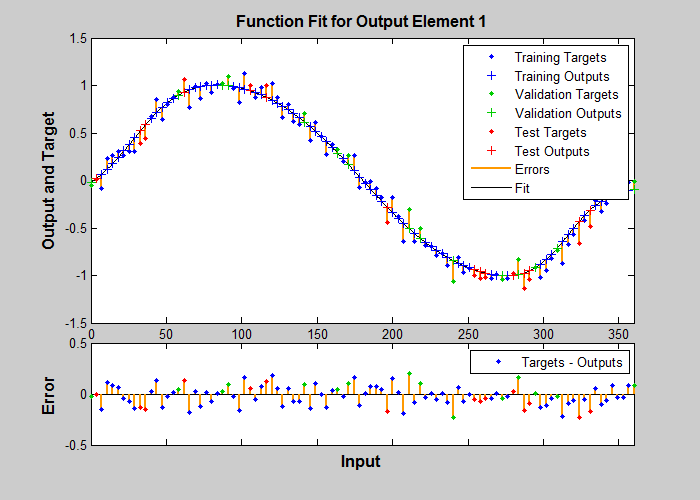 Function Fit for Output Element 1
Output and Target
1.5
1
0.5
0
-0.5
-1
-1.5
Training Targets
Training Outputs
Validation Targets
Validation Outputs
Test Targets
Test Outputs
Errors
Fit
0 50 100 150 200 250 300 350
Error
0.5
0
-0.5
Targets - Outputs
Input